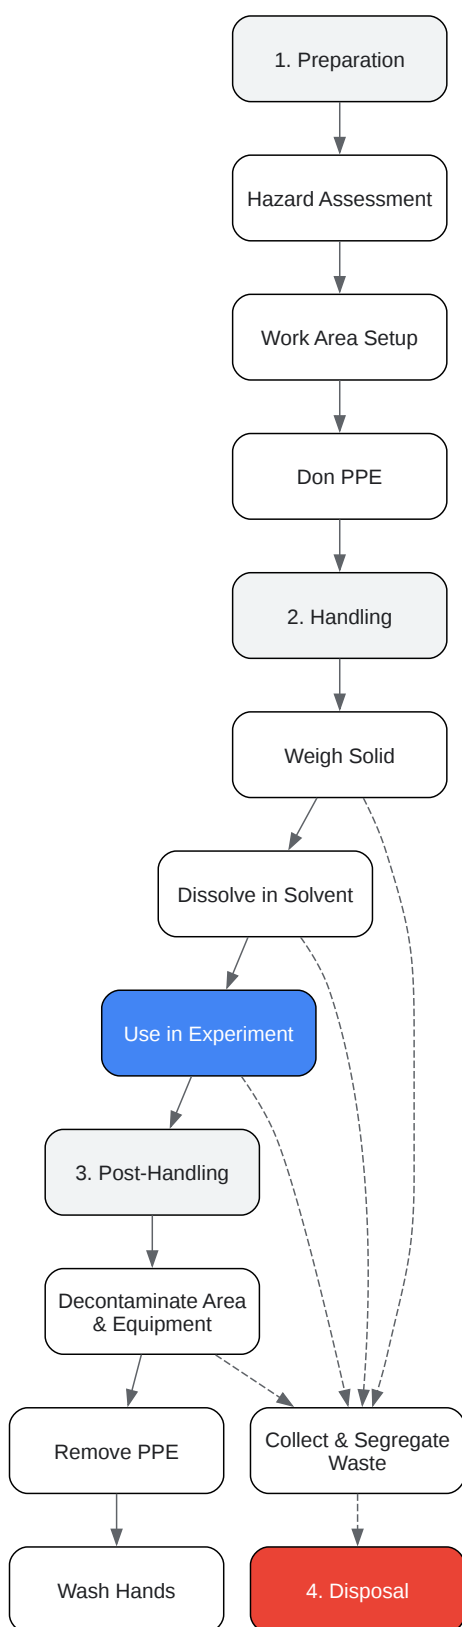 1. Preparation
Hazard Assessment
Work Area Setup
Don PPE
2. Handling
Weigh Solid
Dissolve in Solvent
Use in Experiment
3. Post-Handling
Decontaminate Area
& Equipment
Remove PPE
Collect & Segregate
Waste
Wash Hands
4. Disposal